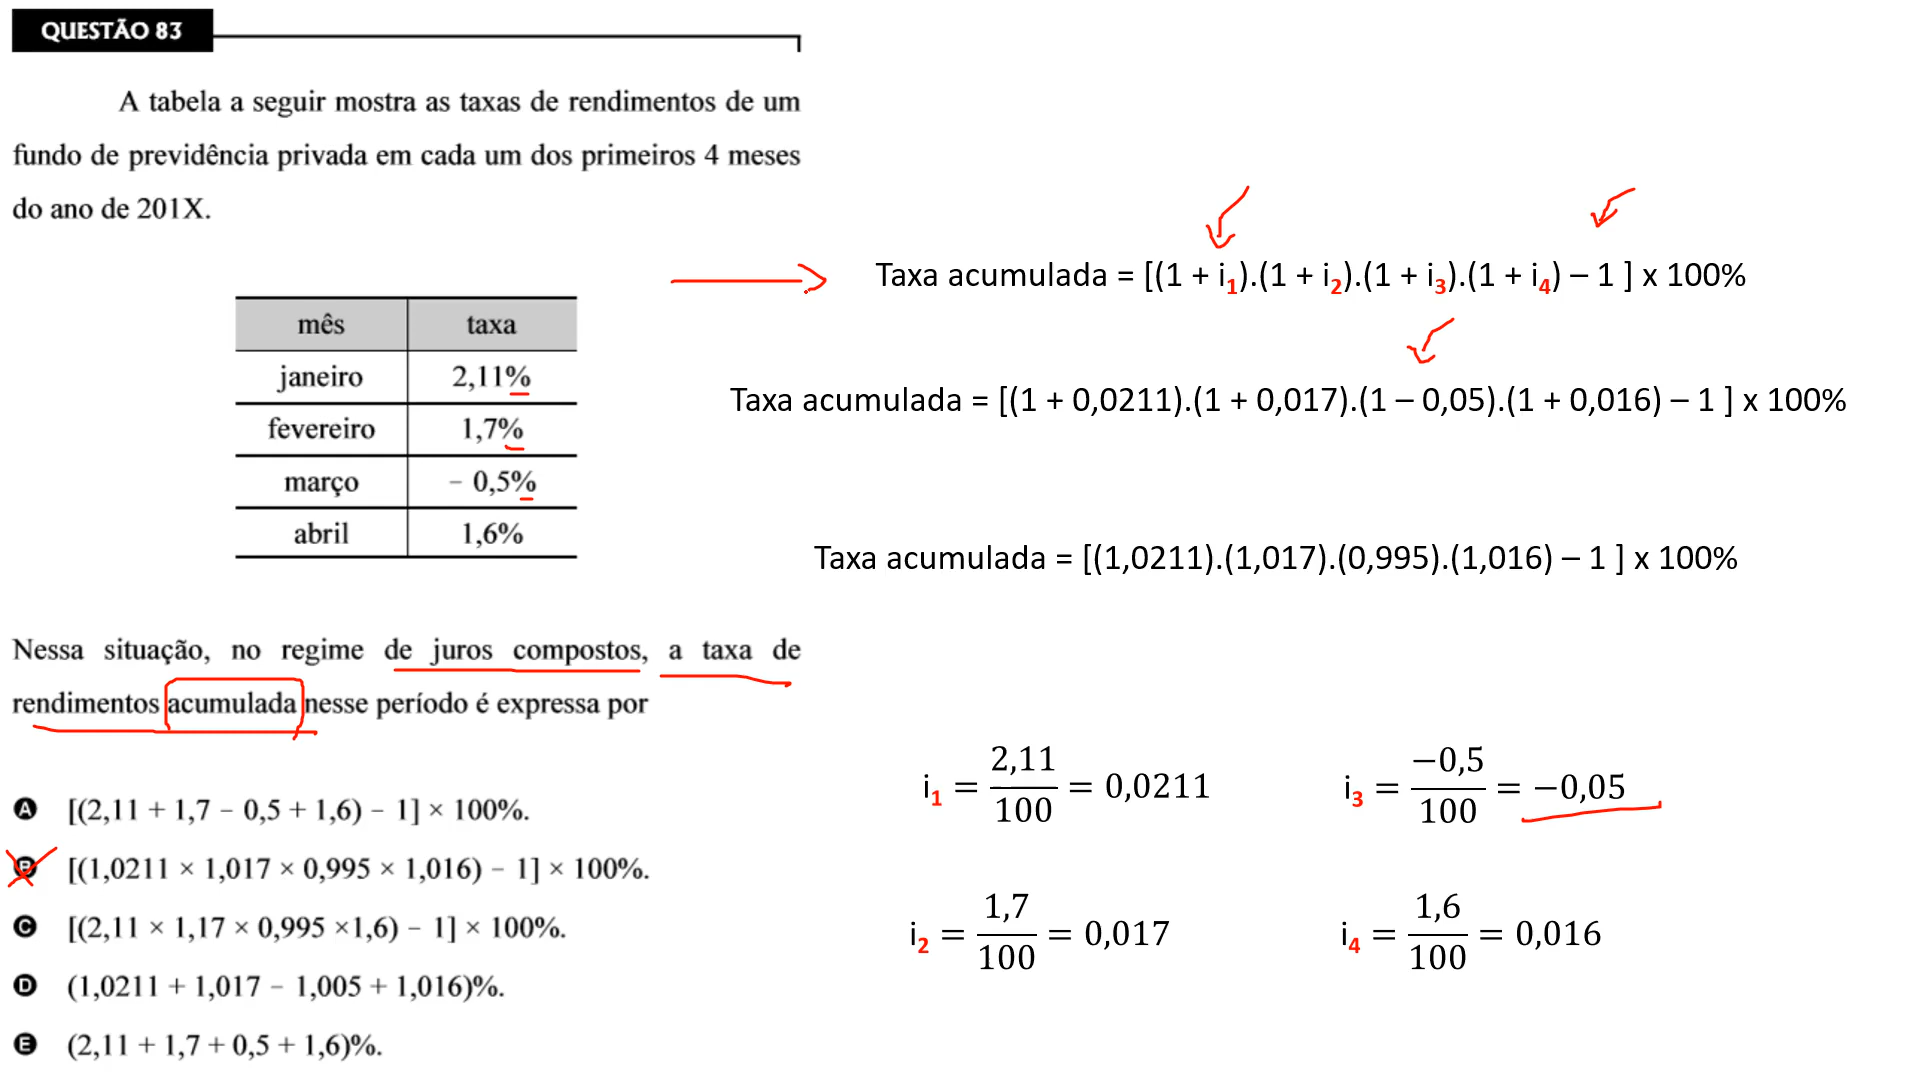 QUESTÃO 83
A tabela a seguir mostra as taxas de rendimentos de um
fundo de previdência privada em cada um dos primeiros 4 meses
do ano de 201X.
mês taxa
janeiro 2,11%
fevereiro 1,7%
março – 0,5%
abril 1,6%
Nessa situação, no regime de juros compostos, a taxa de
rendimentos acumulada nesse período é expressa por
A [(2,11 + 1,7 – 0,5 + 1,6) – 1] × 100%.
B [(1,0211 × 1,017 × 0,995 × 1,016) – 1] × 100%.
C [(2,11 × 1,17 × 0,995 ×1,6) – 1] × 100%.
D (1,0211 + 1,017 – 1,005 + 1,016)%.
E (2,11 + 1,7 + 0,5 + 1,6)%.
Taxa acumulada = [(1 + i1).(1 + i2).(1 + i3).(1 + i4) – 1 ] x 100%
Taxa acumulada = [(1 + 0,0211).(1 + 0,017).(1 – 0,05).(1 + 0,016) – 1 ] x 100%
Taxa acumulada = [(1,0211).(1,017).(0,995).(1,016) – 1 ] x 100%
i1 = 2,11/100 = 0,0211
i3 = −0,5/100 = −0,05
i2 = 1,7/100 = 0,017
i4 = 1,6/100 = 0,016